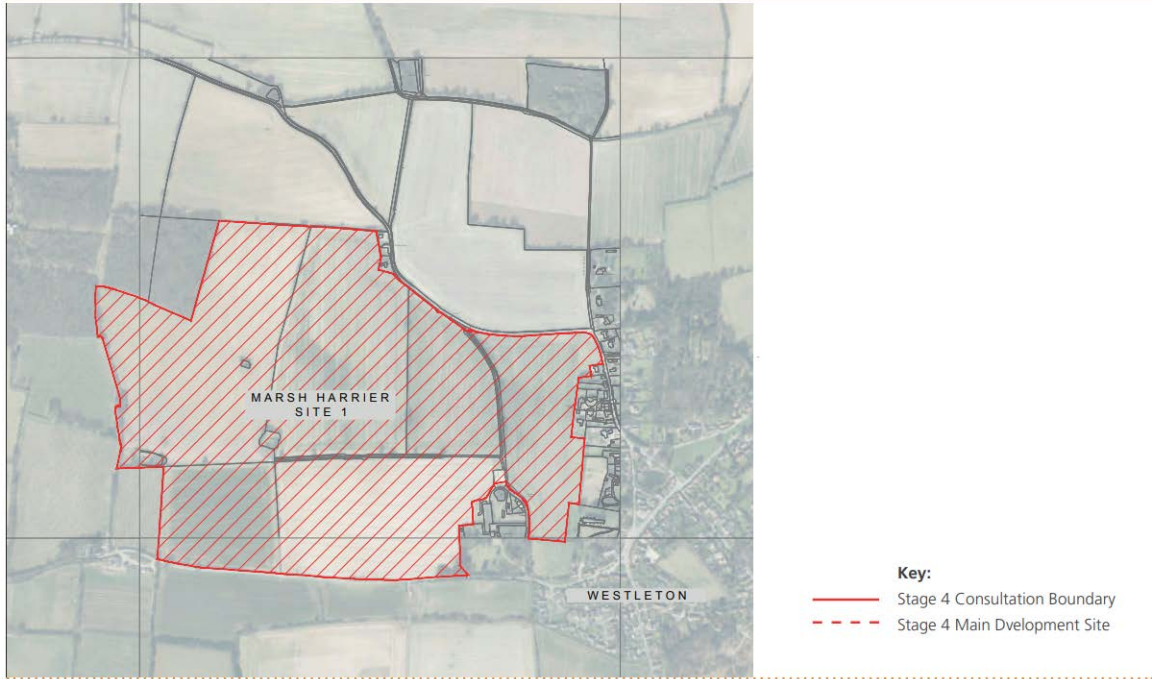 MARSH HARRIER
SITE 1
WESTLETON
Key:
Stage 4 Consultation Boundary
Stage 4 Main Dvelopment Site